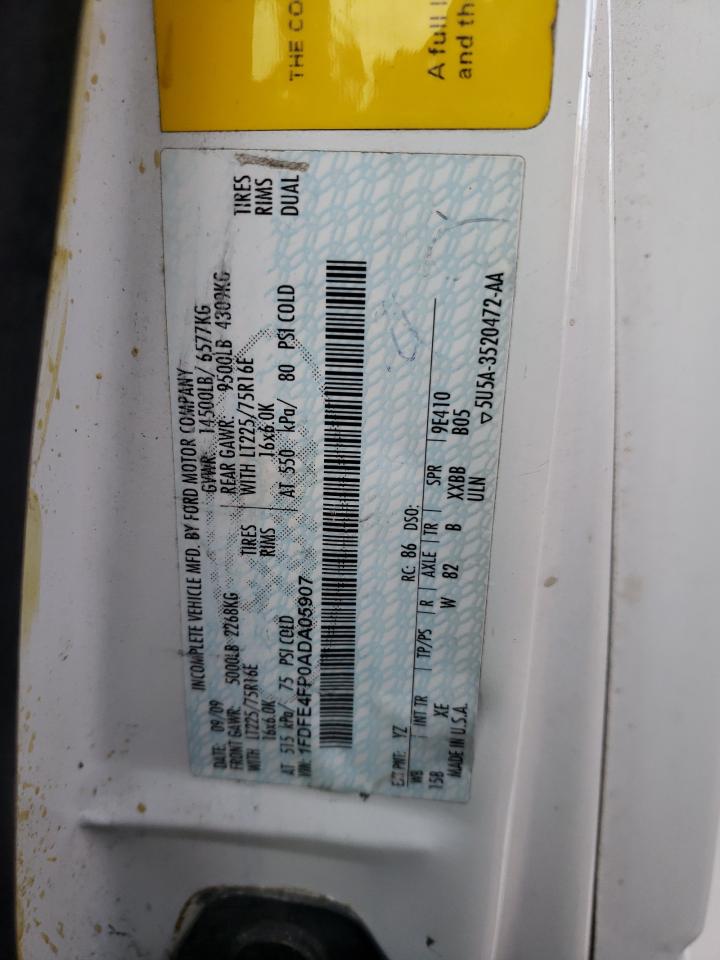 THE CO
A full
and th
INCOMPLETE VEHICLE MFD. BY FORD MOTOR COMPANY
DATE: 09/09 GVWR: 14500LB/ 6577KG
FRONT GAWR: 5000LB 2268KG REAR GAWR: 9500LB 4309KG
WITH LT225/75R16E TIRES WITH LT225/75R16E TIRES
16x6.0K RIMS 16x6.0K RIMS
AT 515 kPa/ 75 PSI COLD AT 550 kPa/ 80 PSI COLD DUAL
VIN: 1FDFE4FP0ADA05907
EXT PNT: YZ RC: 86 DSO:
WB INT TR TP/PS R AXLE TR SPR 9E410
158 XE W 82 B XXBB B05
MADE IN U.S.A. ULN
▽5U5A-3520472-AA